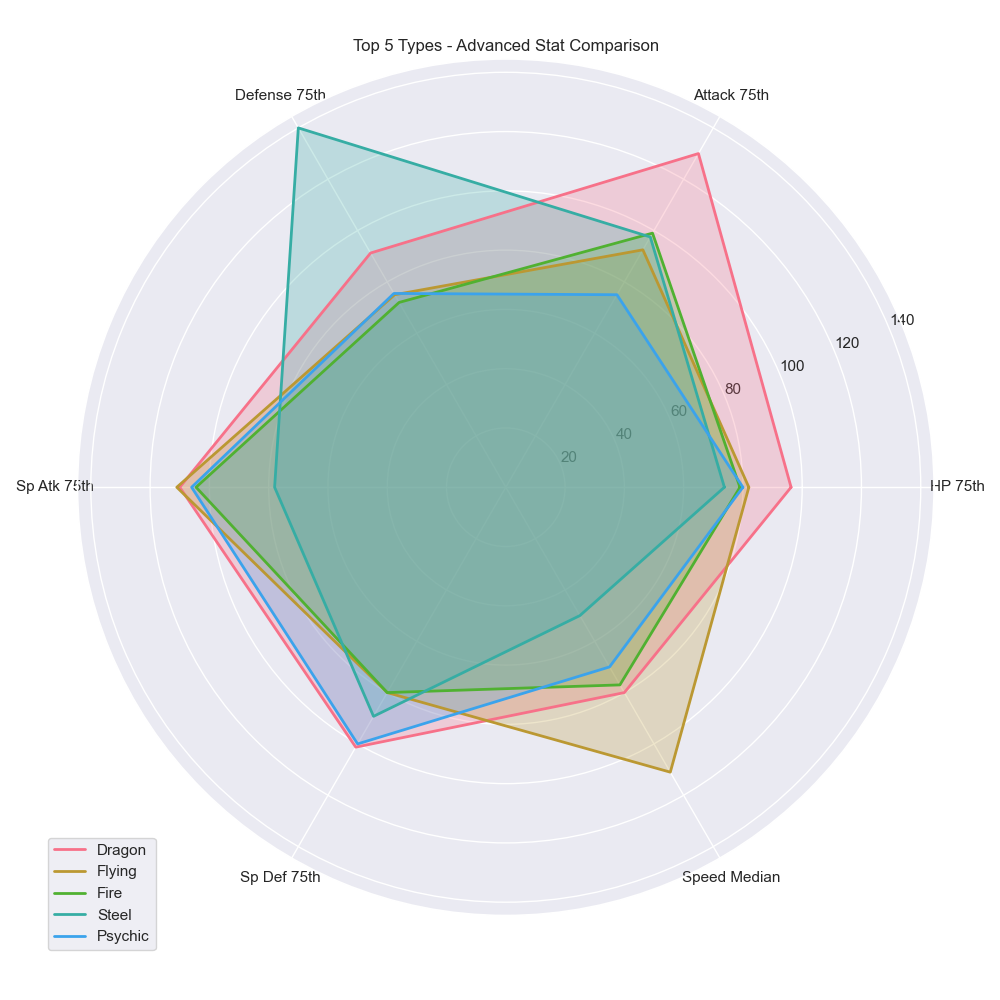 Top 5 Types - Advanced Stat Comparison
Defense 75th
Attack 75th
140
120
100
80
60
40
20
Sp Atk 75th
HP 75th
Sp Def 75th
Speed Median
Dragon
Flying
Fire
Steel
Psychic